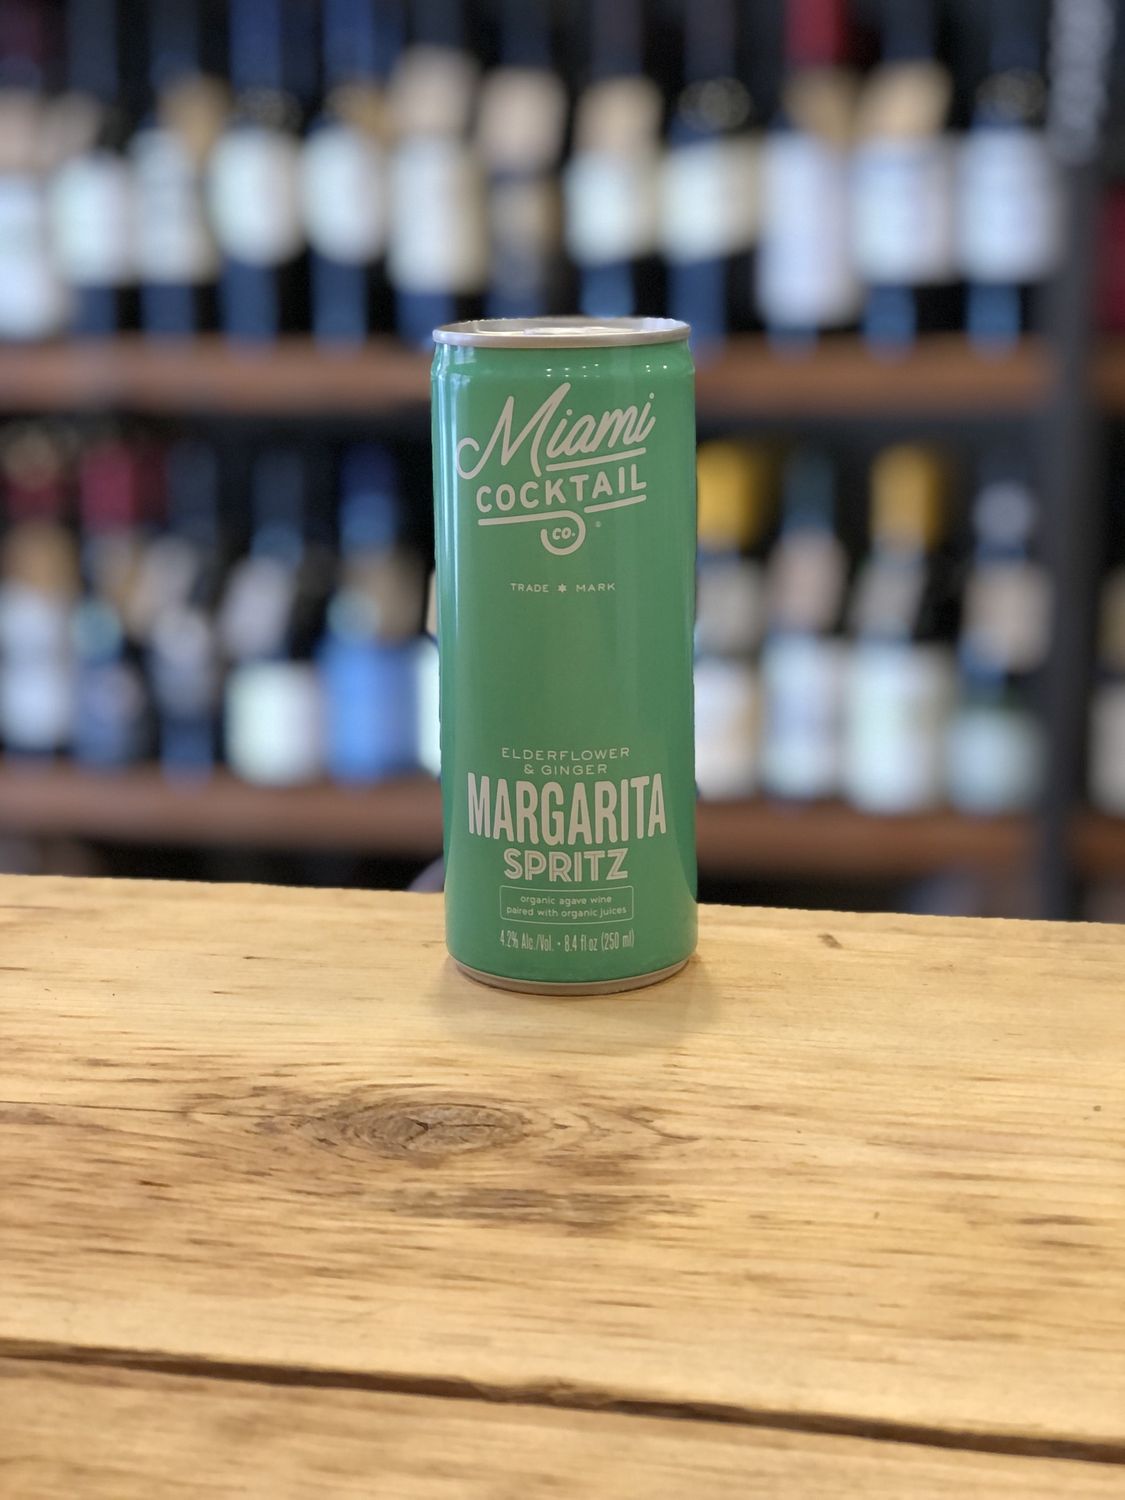 Miami
COCKTAIL
CO. ®
TRADE ✱ MARK
ELDERFLOWER
& GINGER
MARGARITA
SPRITZ
organic agave wine
paired with organic juices
4.2% Alc./Vol. • 8.4 fl oz (250 ml)